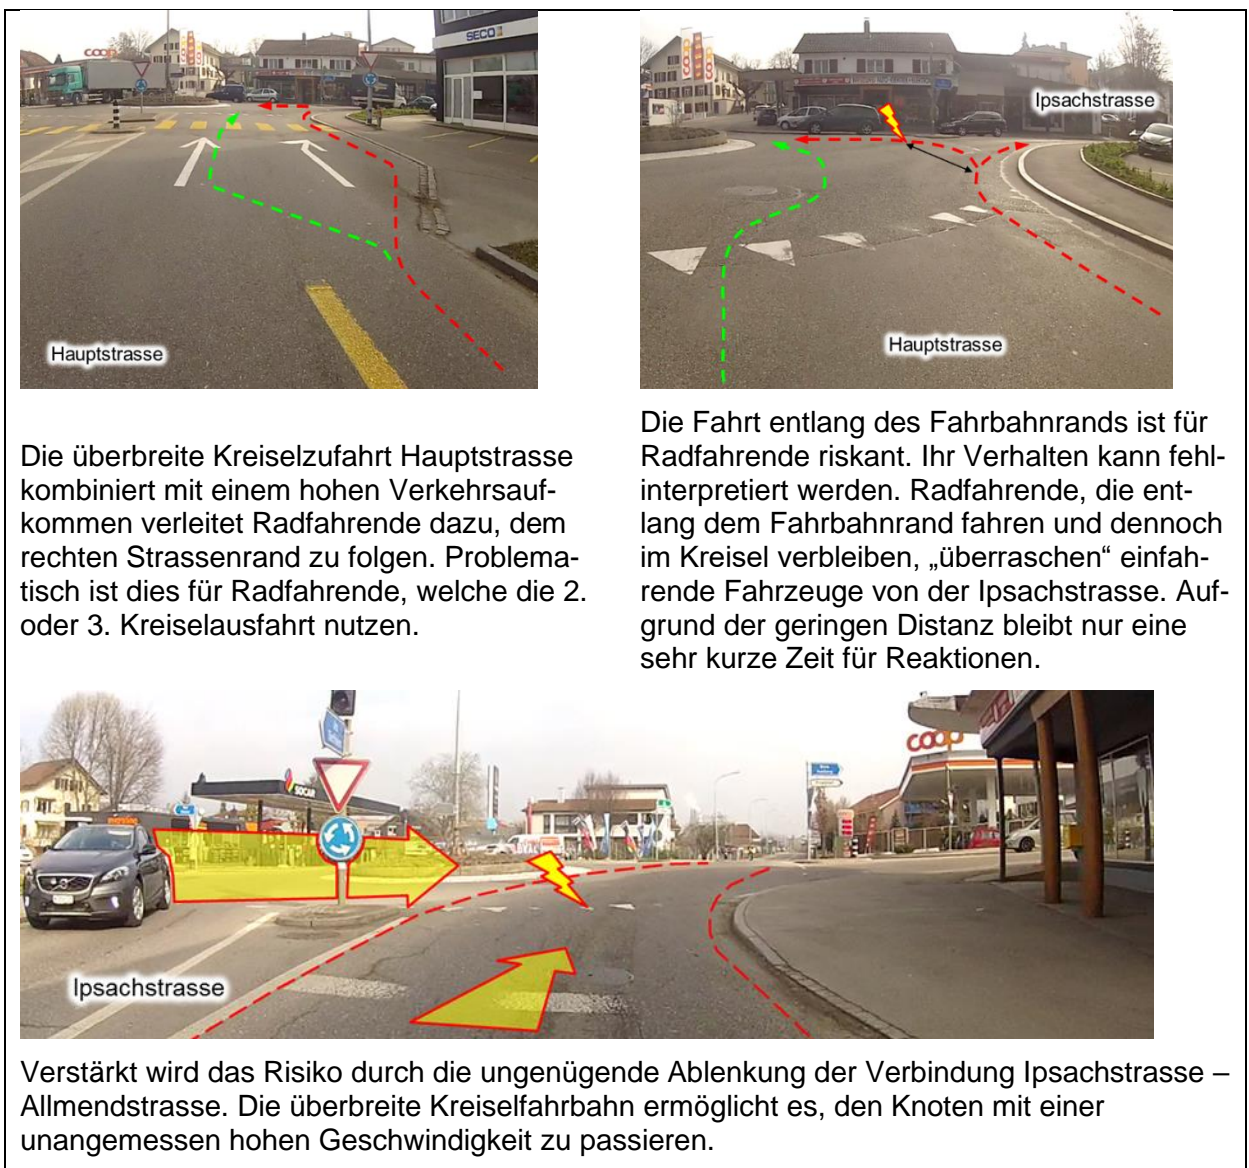 coop
SECO
Hauptstrasse
Ipsachstrasse
Hauptstrasse
Die überbreite Kreiselzufahrt Hauptstrasse
kombiniert mit einem hohen Verkehrsauf-
kommen verleitet Radfahrende dazu, dem
rechten Strassenrand zu folgen. Problema-
tisch ist dies für Radfahrende, welche die 2.
oder 3. Kreiselausfahrt nutzen.
Die Fahrt entlang des Fahrbahnrands ist für
Radfahrende riskant. Ihr Verhalten kann fehl-
interpretiert werden. Radfahrende, die ent-
lang dem Fahrbahnrand fahren und dennoch
im Kreisel verbleiben, „überraschen“ einfah-
rende Fahrzeuge von der Ipsachstrasse. Auf-
grund der geringen Distanz bleibt nur eine
sehr kurze Zeit für Reaktionen.
SOCAR
coop
Ipsachstrasse
Verstärkt wird das Risiko durch die ungenügende Ablenkung der Verbindung Ipsachstrasse –
Allmendstrasse. Die überbreite Kreiselfahrbahn ermöglicht es, den Knoten mit einer
unangemessen hohen Geschwindigkeit zu passieren.